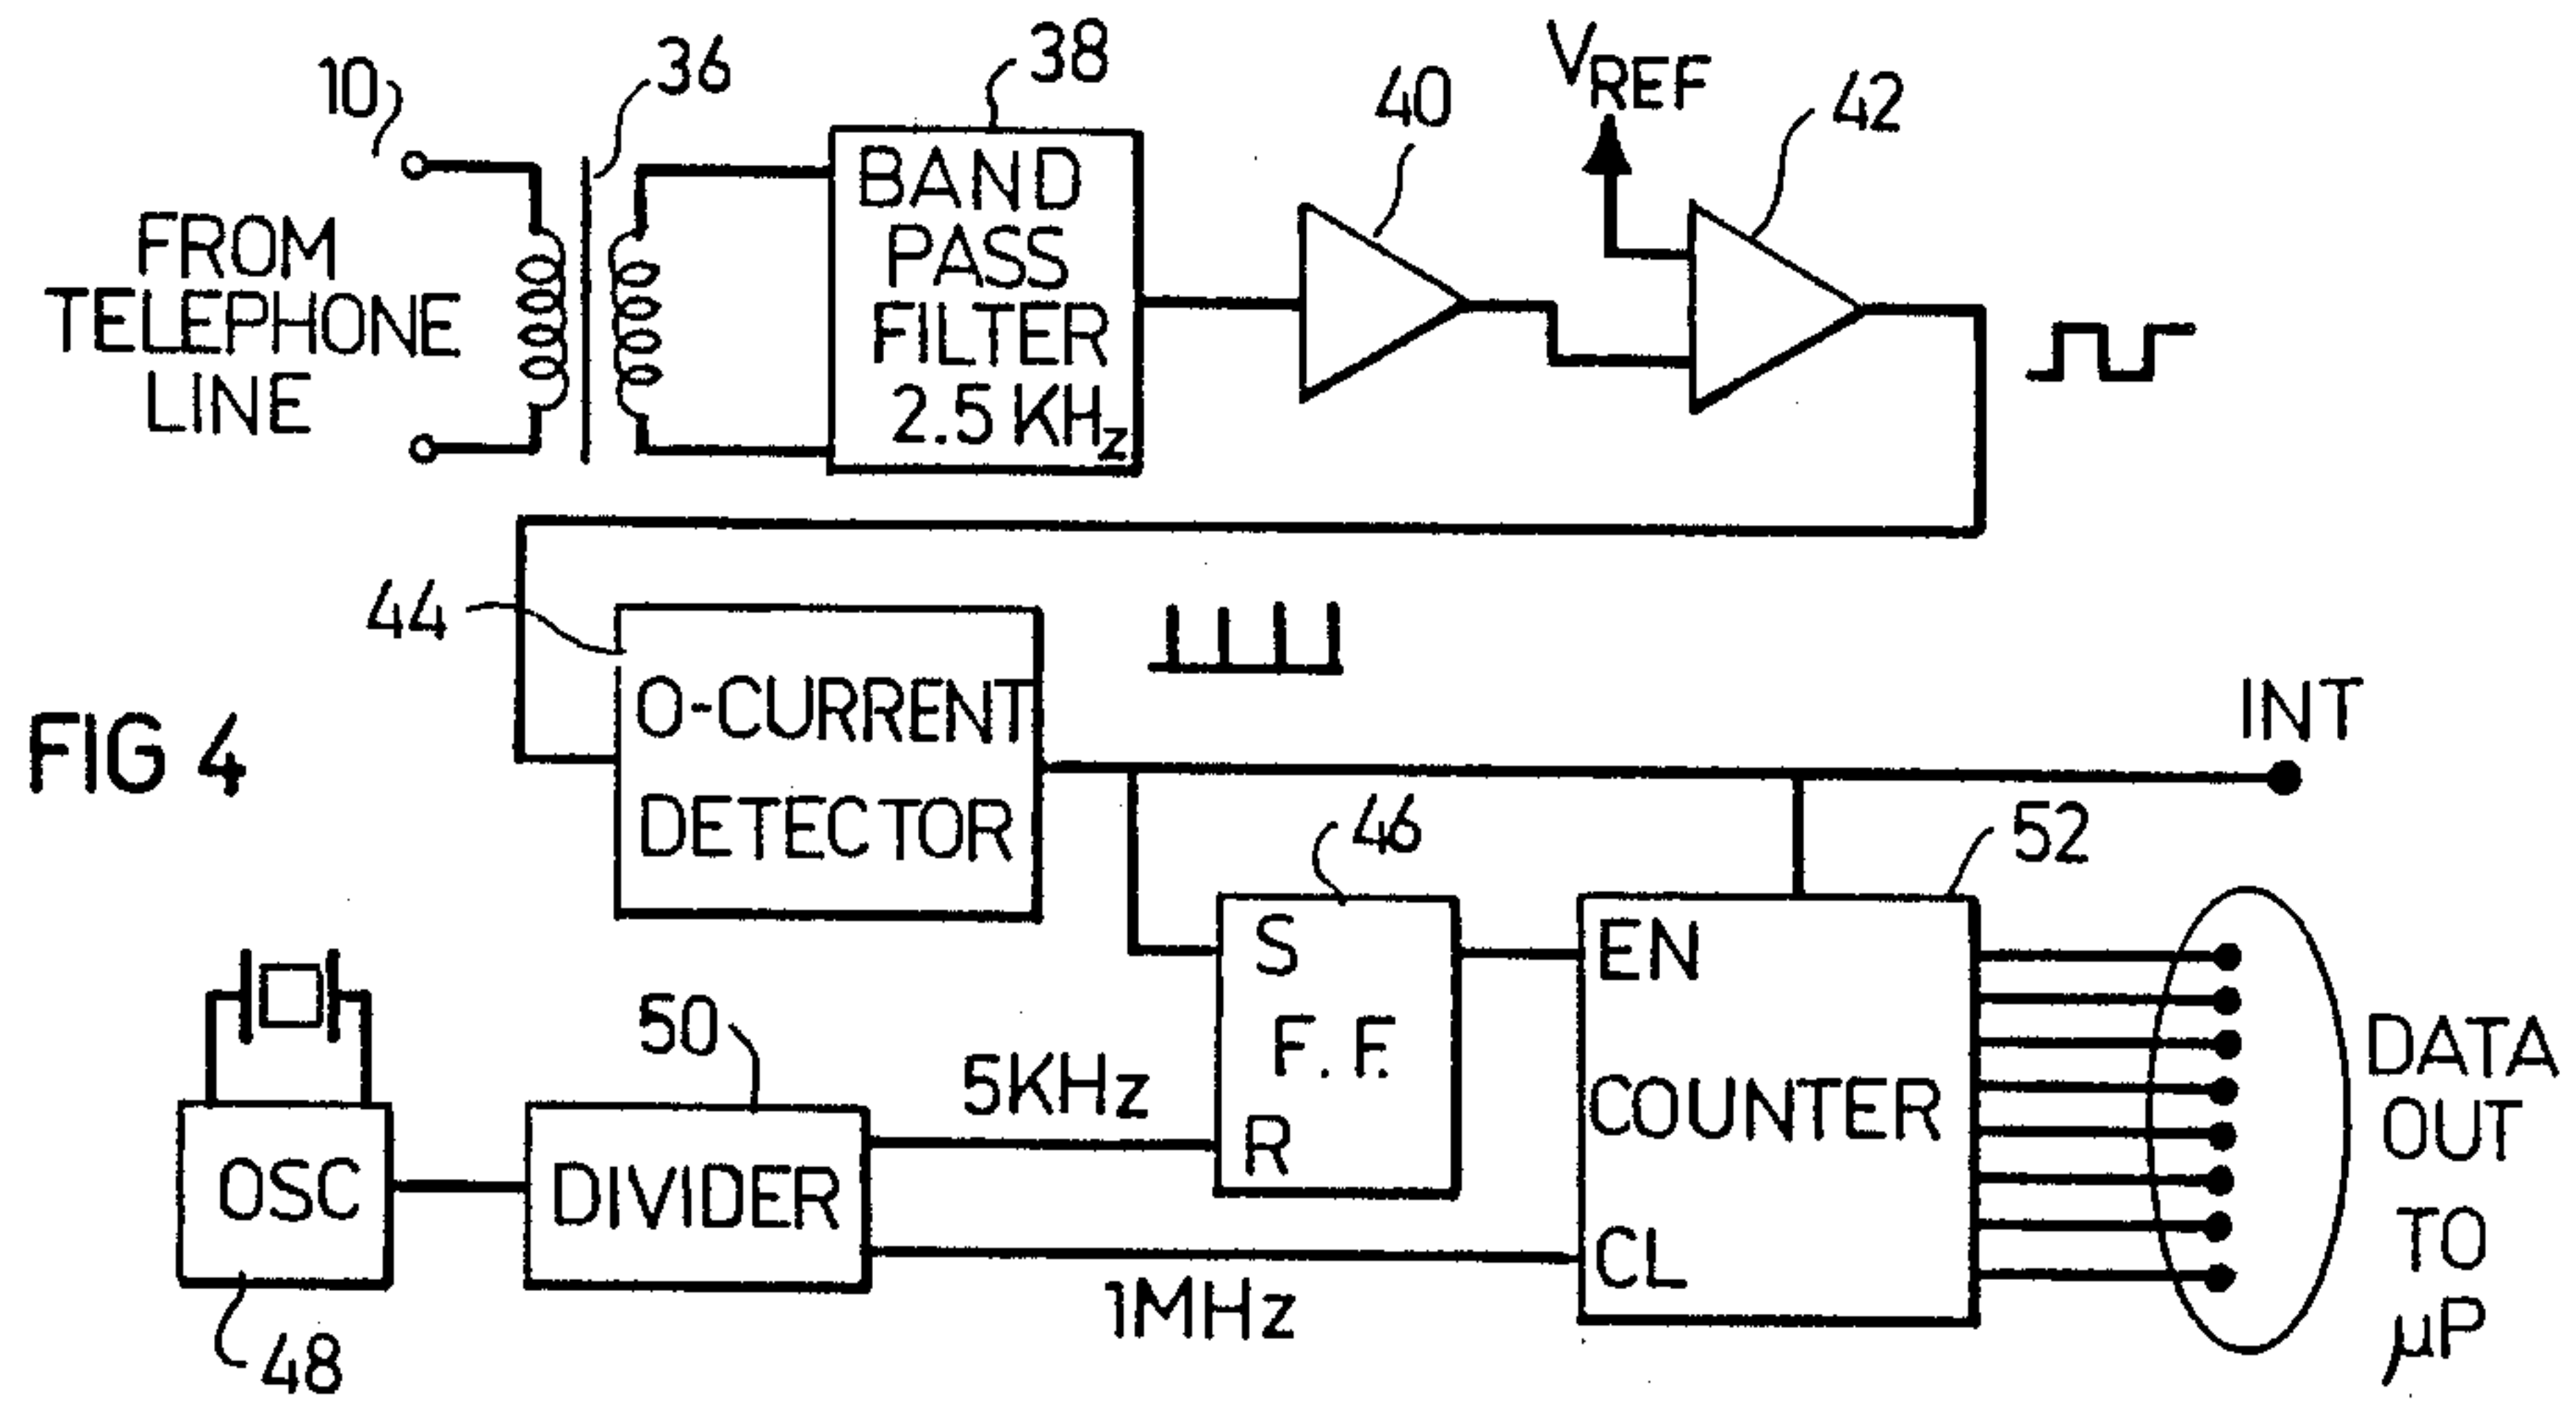 10
36
38
40
V REF
42
FROM
TELEPHONE
LINE
BAND
PASS
FILTER
2.5 KHz
44
O-CURRENT
DETECTOR
FIG 4
INT
46
52
S
F.F.
R
EN
COUNTER
CL
50
5KHz
OSC
DIVIDER
1MHz
48
DATA
OUT
TO
µP